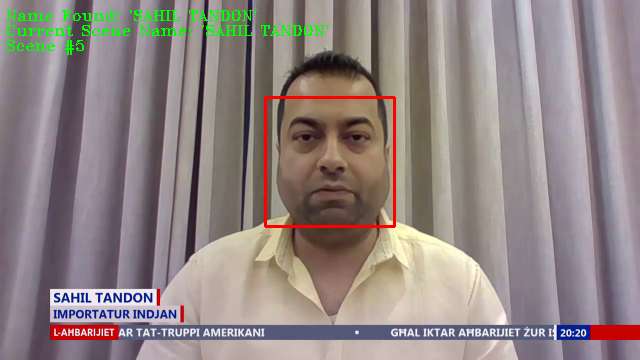 Name Found: 'SAHIL TANDON'
Current Scene Name: 'SAHIL TANDON'
Scene #5
SAHIL TANDON
IMPORTATUR INDJAN
L-AĦBARIJIET AR TAT-TRUPPI AMERIKANI ▪ GĦAL IKTAR AĦBARIJIET ŻUR 20:20